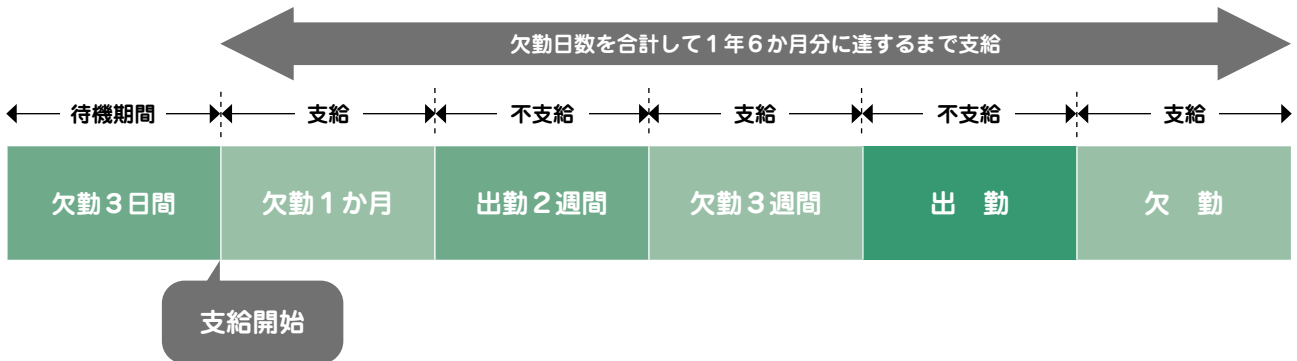 欠勤日数を合計して１年６か月分に達するまで支給
待機期間 支給 不支給 支給 不支給 支給
欠勤３日間 欠勤１か月 出勤２週間 欠勤３週間 出　勤 欠　勤
支給開始